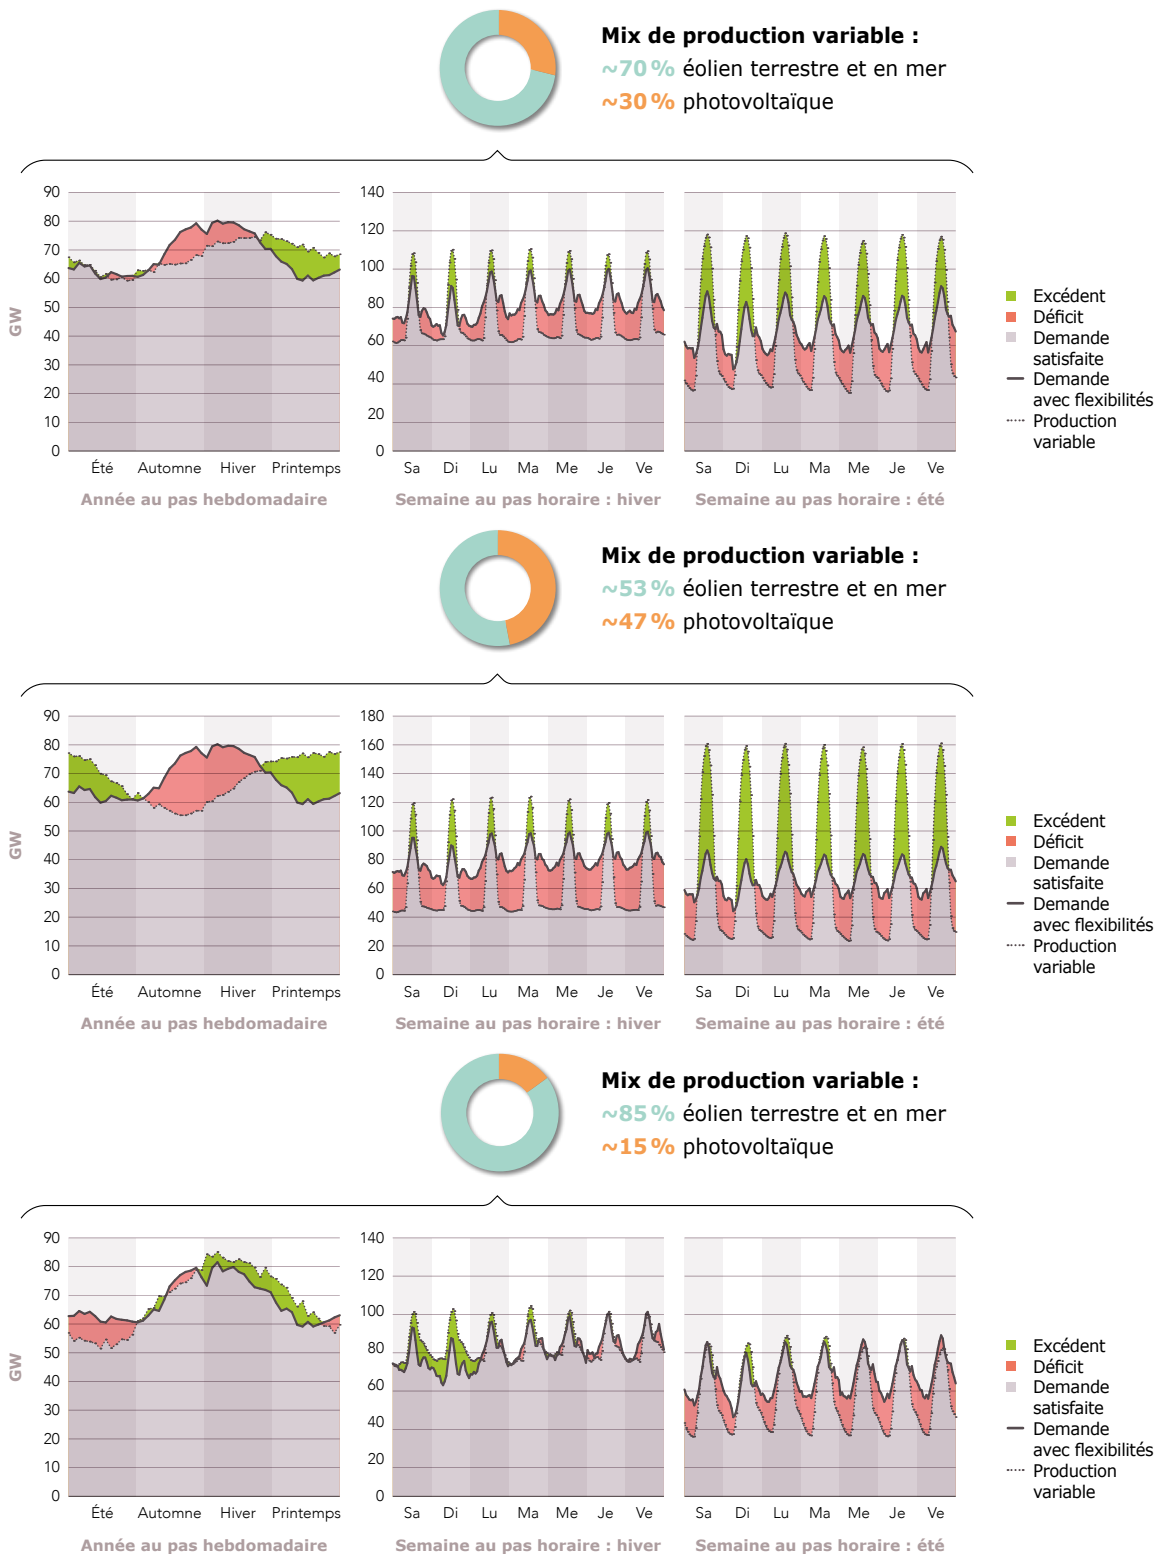 Mix de production variable :
~70 % éolien terrestre et en mer
~30 % photovoltaïque
90
80
70
60
50
40
30
20
10
0
GW
Été Automne Hiver Printemps
Année au pas hebdomadaire
140
120
100
80
60
40
20
0
Sa Di Lu Ma Me Je Ve
Semaine au pas horaire : hiver
Sa Di Lu Ma Me Je Ve
Semaine au pas horaire : été
Excédent
Déficit
Demande
satisfaite
Demande
avec flexibilités
Production
variable
Mix de production variable :
~53 % éolien terrestre et en mer
~47 % photovoltaïque
90
80
70
60
50
40
30
20
10
0
GW
Été Automne Hiver Printemps
Année au pas hebdomadaire
180
160
140
120
100
80
60
40
20
0
Sa Di Lu Ma Me Je Ve
Semaine au pas horaire : hiver
Sa Di Lu Ma Me Je Ve
Semaine au pas horaire : été
Excédent
Déficit
Demande
satisfaite
Demande
avec flexibilités
Production
variable
Mix de production variable :
~85 % éolien terrestre et en mer
~15 % photovoltaïque
90
80
70
60
50
40
30
20
10
0
GW
Été Automne Hiver Printemps
Année au pas hebdomadaire
140
120
100
80
60
40
20
0
Sa Di Lu Ma Me Je Ve
Semaine au pas horaire : hiver
Sa Di Lu Ma Me Je Ve
Semaine au pas horaire : été
Excédent
Déficit
Demande
satisfaite
Demande
avec flexibilités
Production
variable